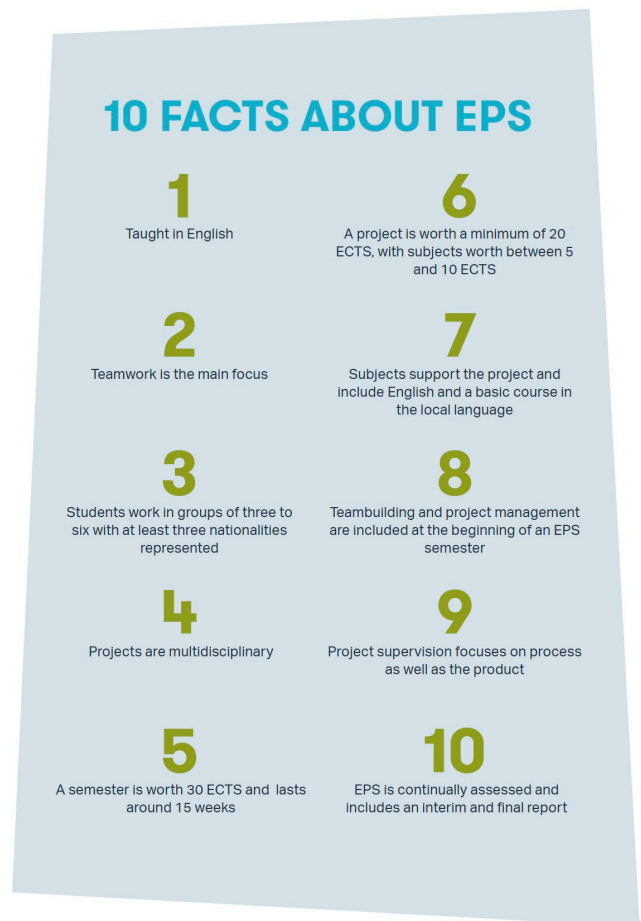 10 FACTS ABOUT EPS
1
Taught in English
2
Teamwork is the main focus
3
Students work in groups of three to
six with at least three nationalities
represented
4
Projects are multidisciplinary
5
A semester is worth 30 ECTS and lasts
around 15 weeks
6
A project is worth a minimum of 20
ECTS, with subjects worth between 5
and 10 ECTS
7
Subjects support the project and
include English and a basic course in
the local language
8
Teambuilding and project management
are included at the beginning of an EPS
semester
9
Project supervision focuses on process
as well as the product
10
EPS is continually assessed and
includes an interim and final report